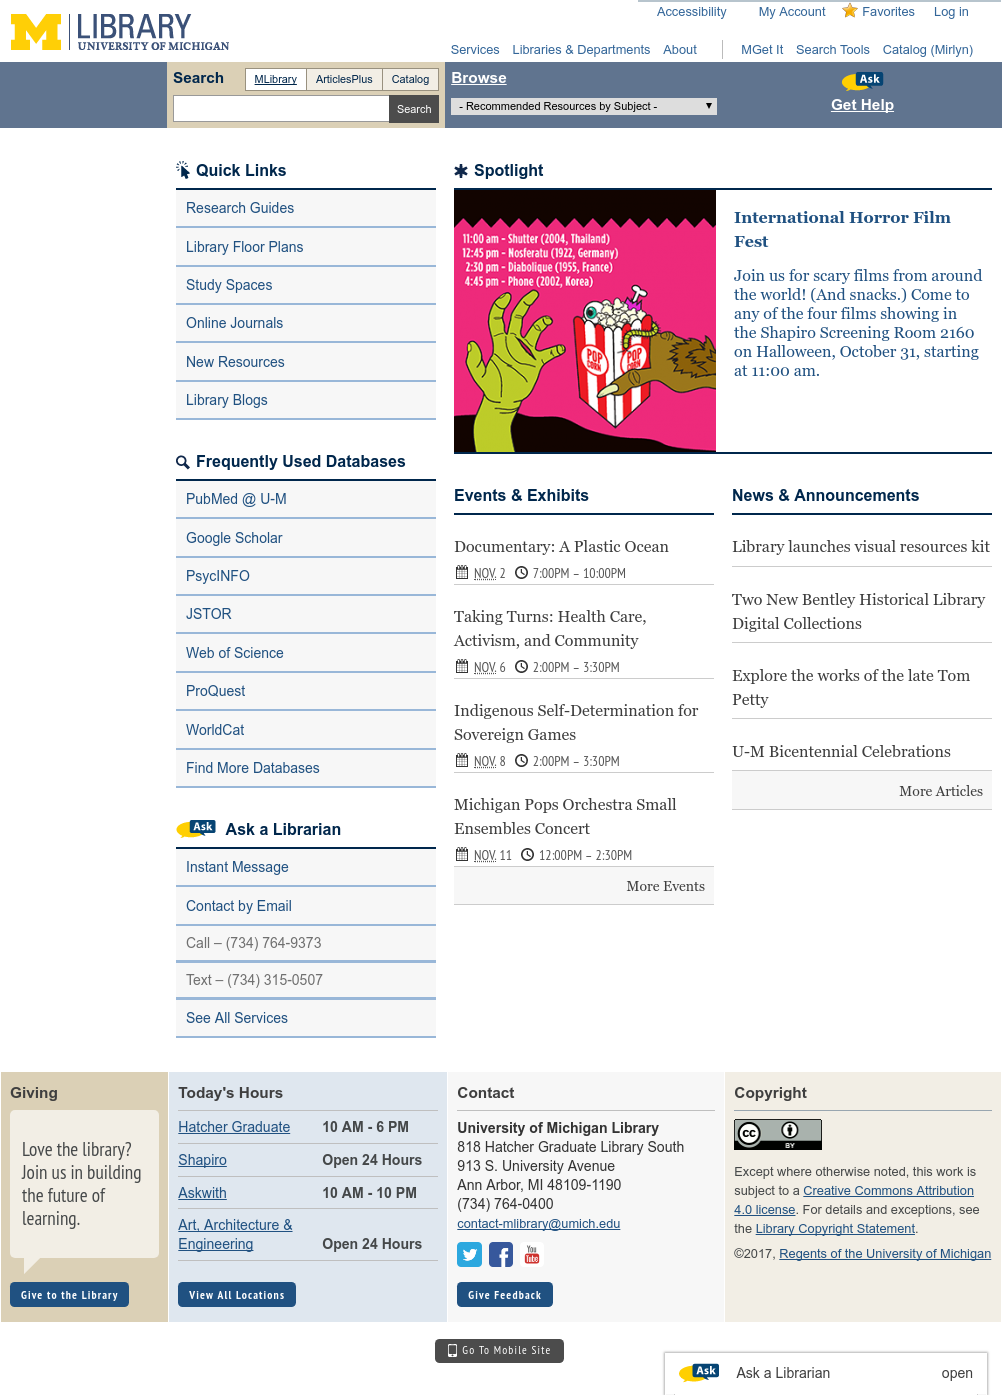 Accessibility My Account Favorites Log in
M LIBRARY
UNIVERSITY OF MICHIGAN
Services Libraries & Departments About MGet It Search Tools Catalog (Mirlyn)
Search MLibrary ArticlesPlus Catalog
Search
Browse
- Recommended Resources by Subject -
Ask
Get Help
Quick Links
Research Guides
Library Floor Plans
Study Spaces
Online Journals
New Resources
Library Blogs
Frequently Used Databases
PubMed @ U-M
Google Scholar
PsycINFO
JSTOR
Web of Science
ProQuest
WorldCat
Find More Databases
Ask Ask a Librarian
Instant Message
Contact by Email
Call – (734) 764-9373
Text – (734) 315-0507
See All Services
Spotlight
11:00 am - Shutter (2004, Thailand)
12:45 pm - Nosferatu (1922, Germany)
2:30 pm - Diabolique (1955, France)
4:45 pm - Phone (2002, Korea)
POP CORN
POP CORN
International Horror Film
Fest
Join us for scary films from around
the world! (And snacks.) Come to
any of the four films showing in
the Shapiro Screening Room 2160
on Halloween, October 31, starting
at 11:00 am.
Events & Exhibits
Documentary: A Plastic Ocean
NOV. 2 7:00PM – 10:00PM
Taking Turns: Health Care,
Activism, and Community
NOV. 6 2:00PM – 3:30PM
Indigenous Self-Determination for
Sovereign Games
NOV. 8 2:00PM – 3:30PM
Michigan Pops Orchestra Small
Ensembles Concert
NOV. 11 12:00PM – 2:30PM
More Events
News & Announcements
Library launches visual resources kit
Two New Bentley Historical Library
Digital Collections
Explore the works of the late Tom
Petty
U-M Bicentennial Celebrations
More Articles
Giving
Love the library?
Join us in building
the future of
learning.
Give to the Library
Today's Hours
Hatcher Graduate 10 AM - 6 PM
Shapiro Open 24 Hours
Askwith 10 AM - 10 PM
Art, Architecture &
Engineering Open 24 Hours
View All Locations
Contact
University of Michigan Library
818 Hatcher Graduate Library South
913 S. University Avenue
Ann Arbor, MI 48109-1190
(734) 764-0400
contact-mlibrary@umich.edu
You Tube
Give Feedback
Copyright
cc BY
Except where otherwise noted, this work is
subject to a Creative Commons Attribution
4.0 license. For details and exceptions, see
the Library Copyright Statement.
©2017, Regents of the University of Michigan
Go To Mobile Site
Ask Ask a Librarian open